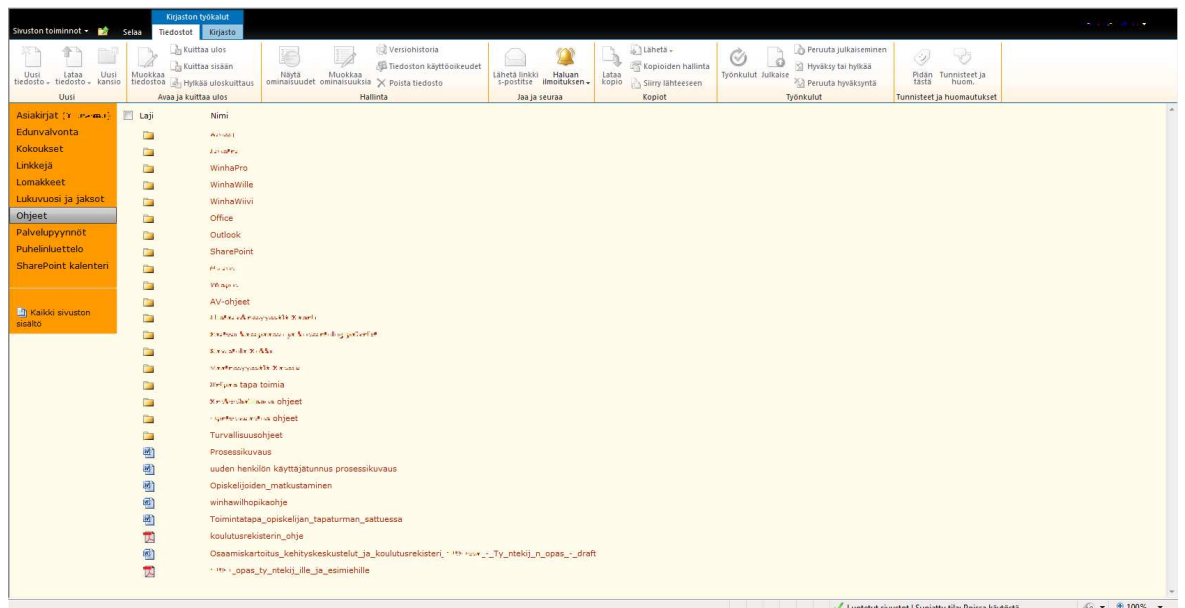 Kirjaston työkalut
Sivuston toiminnot
Selaa
Tiedostot
Kirjasto
Uusi tiedosto
Lataa tiedosto
Uusi kansio
Uusi
Muokkaa tiedostoa
Kuittaa ulos
Kuittaa sisään
Hylkää uloskuittaus
Avaa ja kuittaa ulos
Näytä ominaisuudet
Muokkaa ominaisuuksia
Versiohistoria
Tiedoston käyttöoikeudet
Poista tiedosto
Hallinta
Lähetä linkki s-postitse
Haluan ilmoituksen
Jaa ja seuraa
Lataa kopio
Lähetä
Kopioiden hallinta
Siirry lähteeseen
Kopiot
Työnkulut
Julkaise
Peruuta julkaiseminen
Hyväksy tai hylkää
Peruuta hyväksyntä
Työnkulut
Pidän tästä
Tunnisteet ja huom.
Tunnisteet ja huomautukset
Asiakirjat
Edunvalvonta
Kokoukset
Linkkejä
Lomakkeet
Lukuvuosi ja jaksot
Ohjeet
Palvelupyynnöt
Puhelinluettelo
SharePoint kalenteri
Kaikki sivuston
sisältö
Laji Nimi
WinhaPro
WinhaWille
WinhaWiivi
Office
Outlook
SharePoint
AV-ohjeet
tapa toimia
ohjeet
ohjeet
Turvallisuusohjeet
Prosessikuvaus
uuden henkilön käyttäjätunnus prosessikuvaus
Opiskelijoiden_matkustaminen
winhawilhopikaohje
Toimintatapa_opiskelijan_tapaturman_sattuessa
koulutusrekisterin_ohje
Osaamiskartoitus_kehityskeskustelut_ja_koulutusrekisteri_ _-_Ty_ntekij_n_opas_-_draft
_opas_ty_ntekij_ille_ja_esimiehille
Luotetut sivustot | Suojattu tila: Poissa käytöstä
100%